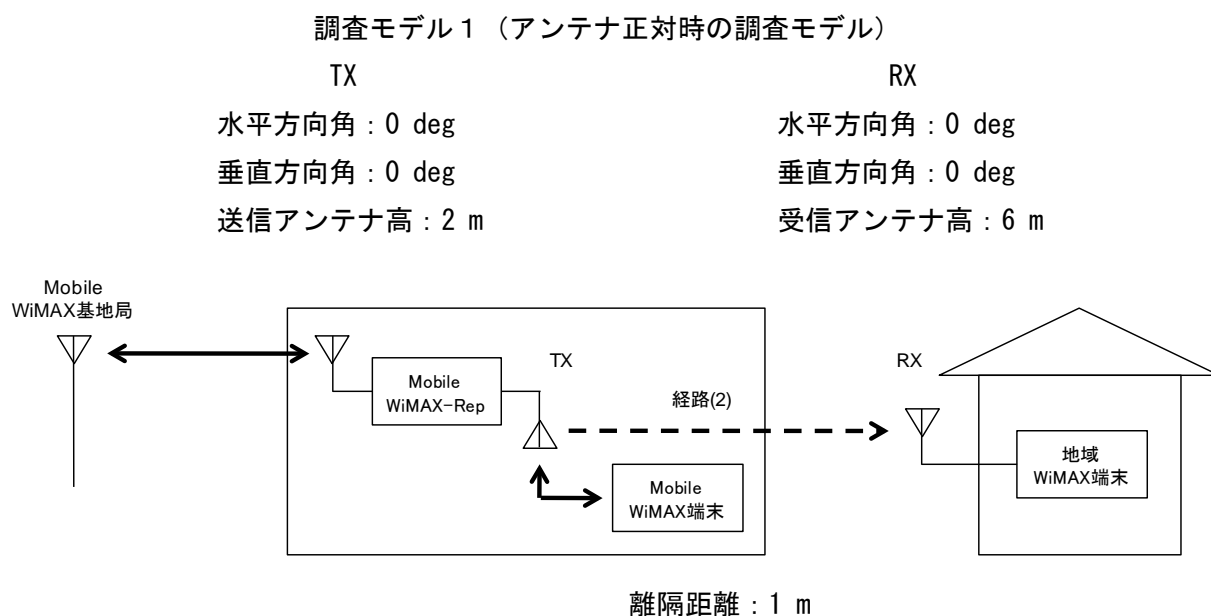 調査モデル１（アンテナ正対時の調査モデル）
TX
水平方向角：0 deg
垂直方向角：0 deg
送信アンテナ高：2 m
RX
水平方向角：0 deg
垂直方向角：0 deg
受信アンテナ高：6 m
Mobile
WiMAX基地局
Mobile
WiMAX-Rep
TX
経路(2)
Mobile
WiMAX端末
RX
地域
WiMAX端末
離隔距離：1 m